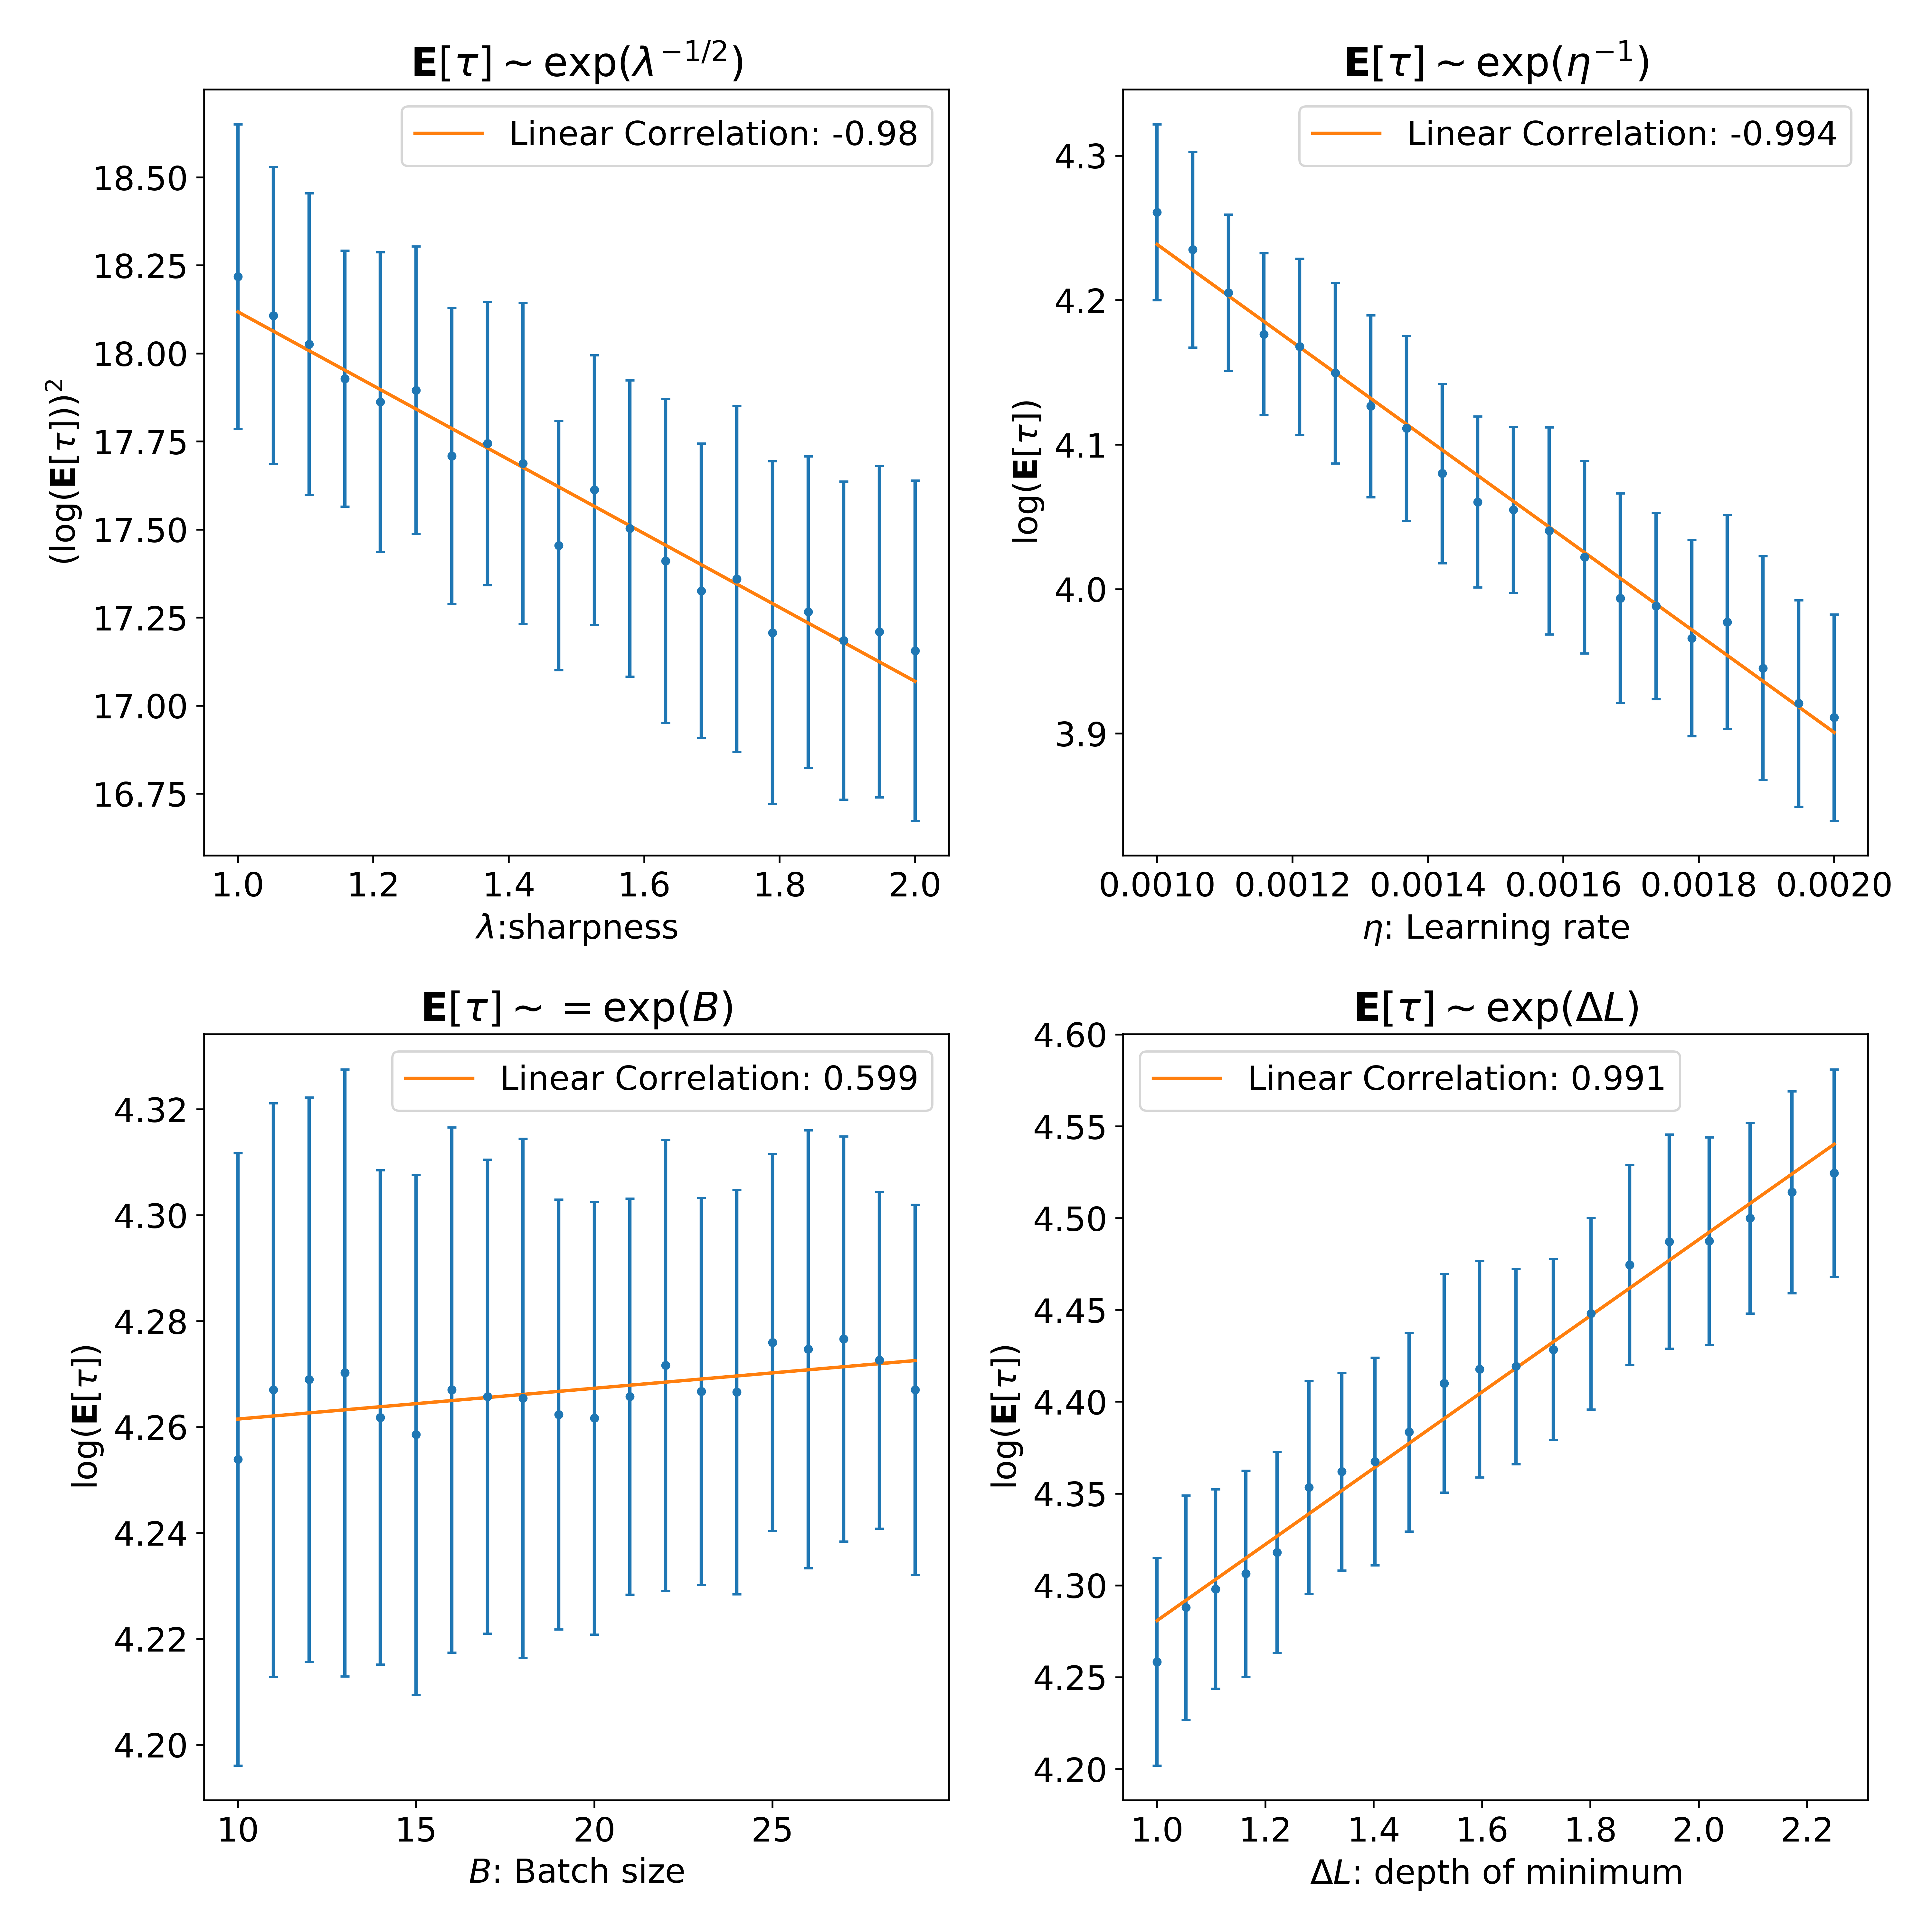 E[τ] ~ exp(λ^{-1/2})
Linear Correlation: -0.98
(log(E[τ]))²
18.50
18.25
18.00
17.75
17.50
17.25
17.00
16.75
1.0 1.2 1.4 1.6 1.8 2.0
λ:sharpness
E[τ] ~ exp(η^{-1})
Linear Correlation: -0.994
log(E[τ])
4.3
4.2
4.1
4.0
3.9
0.0010 0.0012 0.0014 0.0016 0.0018 0.0020
η: Learning rate
E[τ] ~ = exp(B)
Linear Correlation: 0.599
log(E[τ])
4.32
4.30
4.28
4.26
4.24
4.22
4.20
10 15 20 25
B: Batch size
E[τ] ~ exp(ΔL)
Linear Correlation: 0.991
log(E[τ])
4.60
4.55
4.50
4.45
4.40
4.35
4.30
4.25
4.20
1.0 1.2 1.4 1.6 1.8 2.0 2.2
ΔL: depth of minimum